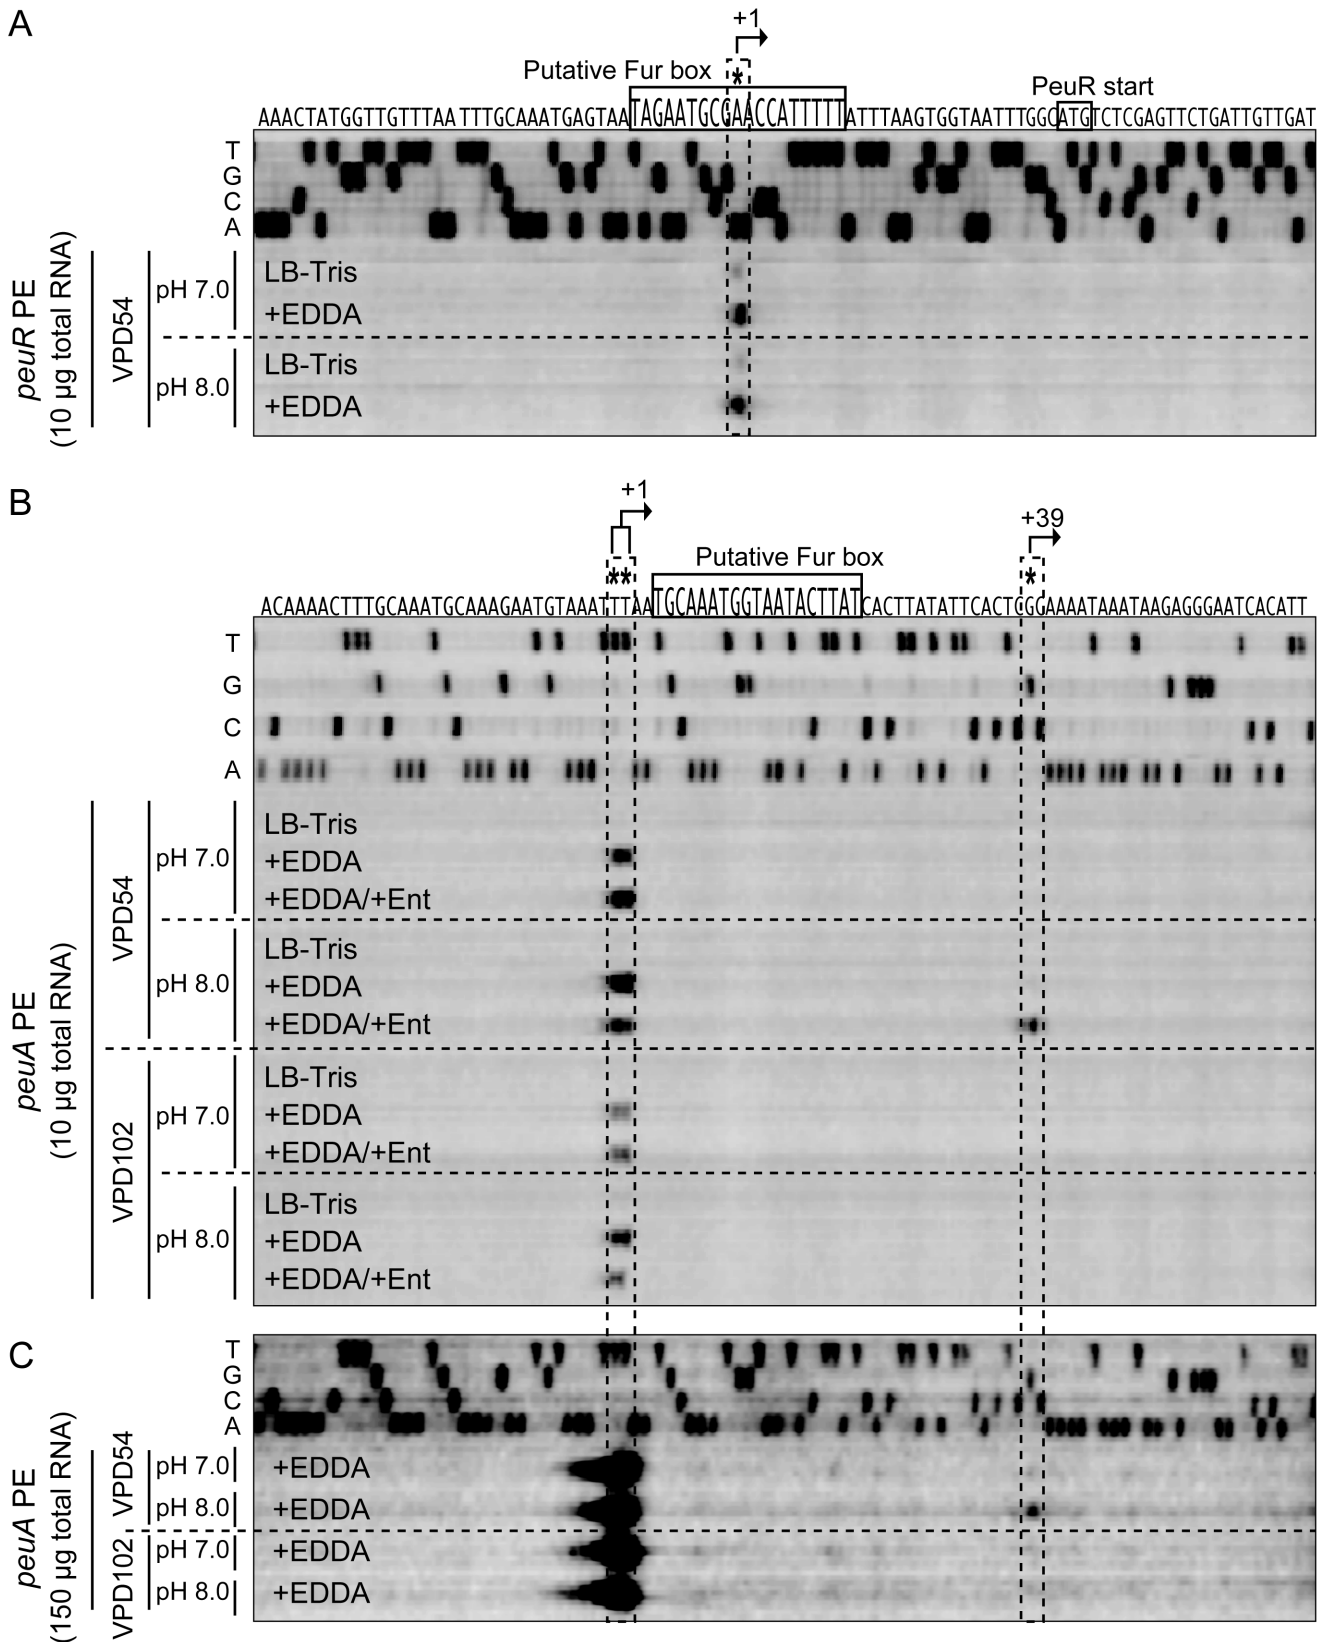 A
+1
*
Putative Fur box
PeuR start
AAACTATGGTTGTTTAATTTGCAAATGAGTAATAGAATGCGAACCATTTTTATTTAAGTGGTAATTTGGCATGTCTCGAGTTCTGATTGTTGAT
T
G
C
A
peuR PE
(10 µg total RNA)
VPD54
pH 7.0
LB-Tris
+EDDA
pH 8.0
LB-Tris
+EDDA
B
+1
+39
Putative Fur box
**
*
ACAAAACTTTGCAAATGCAAAGAATGTAAATTTTAATGCAAATGGTAATACTTATCACTTATATTCACTCGGAAAATAAATAAGAGGGAATCACATT
T
G
C
A
peuA PE
(10 µg total RNA)
VPD54
pH 7.0
LB-Tris
+EDDA
+EDDA/+Ent
pH 8.0
LB-Tris
+EDDA
+EDDA/+Ent
VPD102
pH 7.0
LB-Tris
+EDDA
+EDDA/+Ent
pH 8.0
LB-Tris
+EDDA
+EDDA/+Ent
C
T
G
C
A
peuA PE
(150 µg total RNA)
VPD54
pH 7.0
+EDDA
pH 8.0
+EDDA
VPD102
pH 7.0
+EDDA
pH 8.0
+EDDA